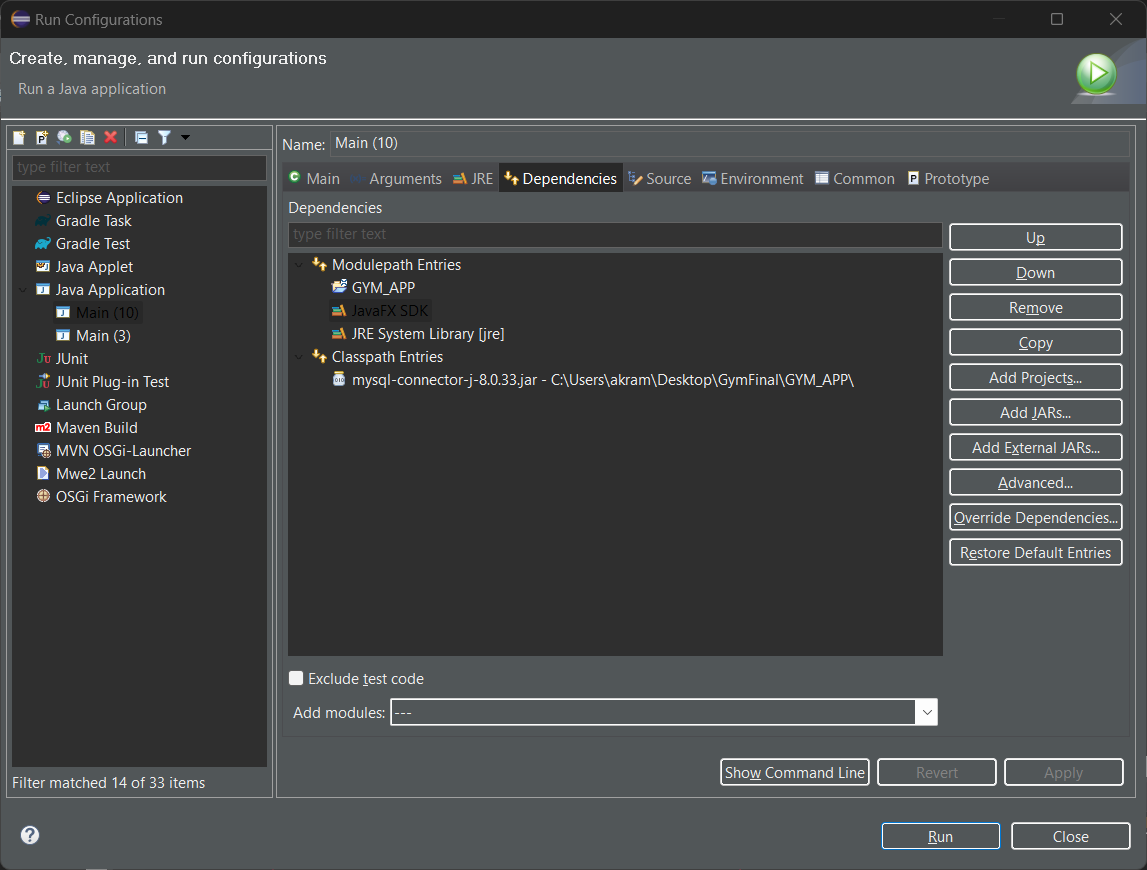 Run Configurations
Create, manage, and run configurations
Run a Java application
type filter text
Eclipse Application
Gradle Task
Gradle Test
Java Applet
Java Application
Main (10)
Main (3)
JUnit
JUnit Plug-in Test
Launch Group
Maven Build
MVN OSGi-Launcher
Mwe2 Launch
OSGi Framework
Filter matched 14 of 33 items
Name: Main (10)
Main Arguments JRE Dependencies Source Environment Common Prototype
Dependencies
type filter text
Modulepath Entries
GYM_APP
JavaFX SDK
JRE System Library [jre]
Classpath Entries
mysql-connector-j-8.0.33.jar - C:\Users\akram\Desktop\GymFinal\GYM_APP\
Up
Down
Remove
Copy
Add Projects...
Add JARs...
Add External JARs...
Advanced...
Override Dependencies...
Restore Default Entries
Exclude test code
Add modules: ---
Show Command Line Revert Apply
Run Close